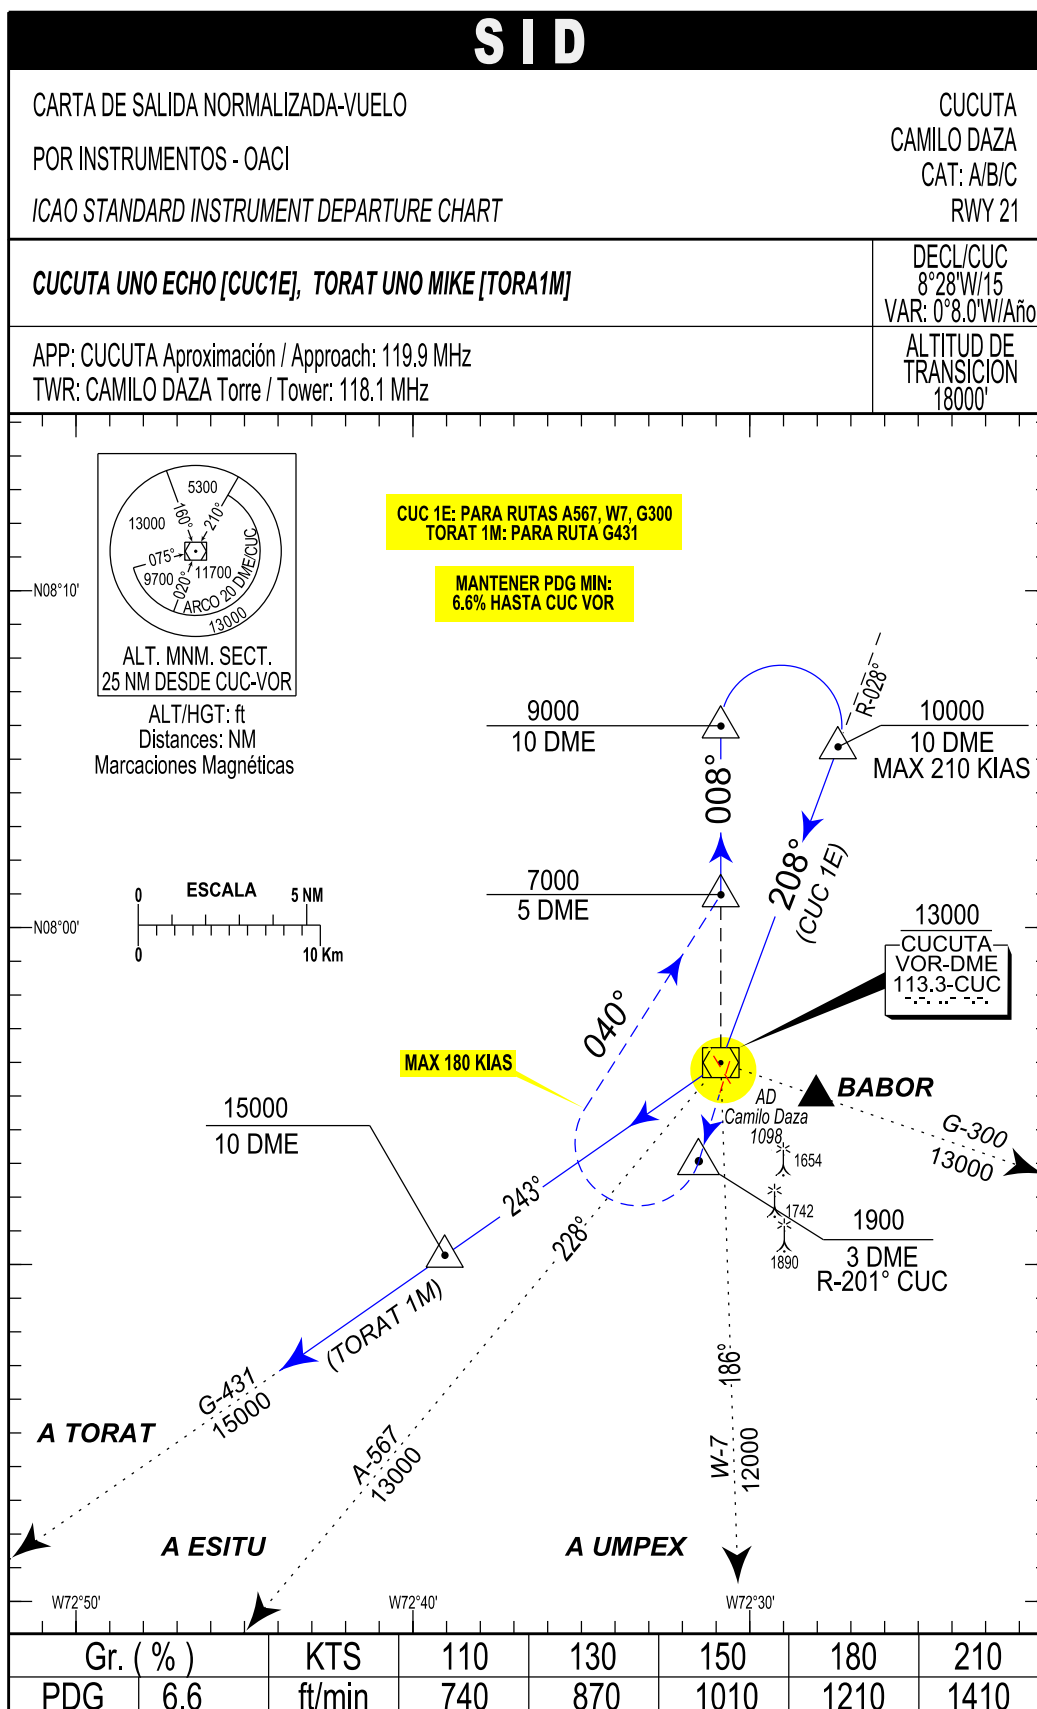 SID
CARTA DE SALIDA NORMALIZADA-VUELO
POR INSTRUMENTOS - OACI
ICAO STANDARD INSTRUMENT DEPARTURE CHART
CUCUTA
CAMILO DAZA
CAT: A/B/C
RWY 21
CUCUTA UNO ECHO [CUC1E], TORAT UNO MIKE [TORA1M]
DECL/CUC
8°28'W/15
VAR: 0°8.0'W/Año
APP: CUCUTA Aproximación / Approach: 119.9 MHz
TWR: CAMILO DAZA Torre / Tower: 118.1 MHz
ALTITUD DE
TRANSICION
18000'
5300
13000
160°
210°
075°
9700
020°
11700
ARCO 20 DME/CUC
13000
ALT. MNM. SECT.
25 NM DESDE CUC-VOR
ALT/HGT: ft
Distances: NM
Marcaciones Magnéticas
CUC 1E: PARA RUTAS A567, W7, G300
TORAT 1M: PARA RUTA G431
MANTENER PDG MIN:
6.6% HASTA CUC VOR
N08°10'
9000
10 DME
R-028°
10000
10 DME
MAX 210 KIAS
008°
208°
(CUC 1E)
7000
5 DME
0 ESCALA 5 NM
0 10 Km
N08°00'
13000
CUCUTA
VOR-DME
113.3-CUC
040°
MAX 180 KIAS
BABOR
AD
Camilo Daza
1098
G-300
13000
15000
10 DME
1654
1742
1890
1900
3 DME
R-201° CUC
243°
228°
(TORAT 1M)
186°
G-431
15000
A TORAT
A-567
13000
W-7
12000
A ESITU
A UMPEX
W72°50'
W72°40'
W72°30'
Gr. ( % ) KTS 110 130 150 180 210
PDG 6.6 ft/min 740 870 1010 1210 1410